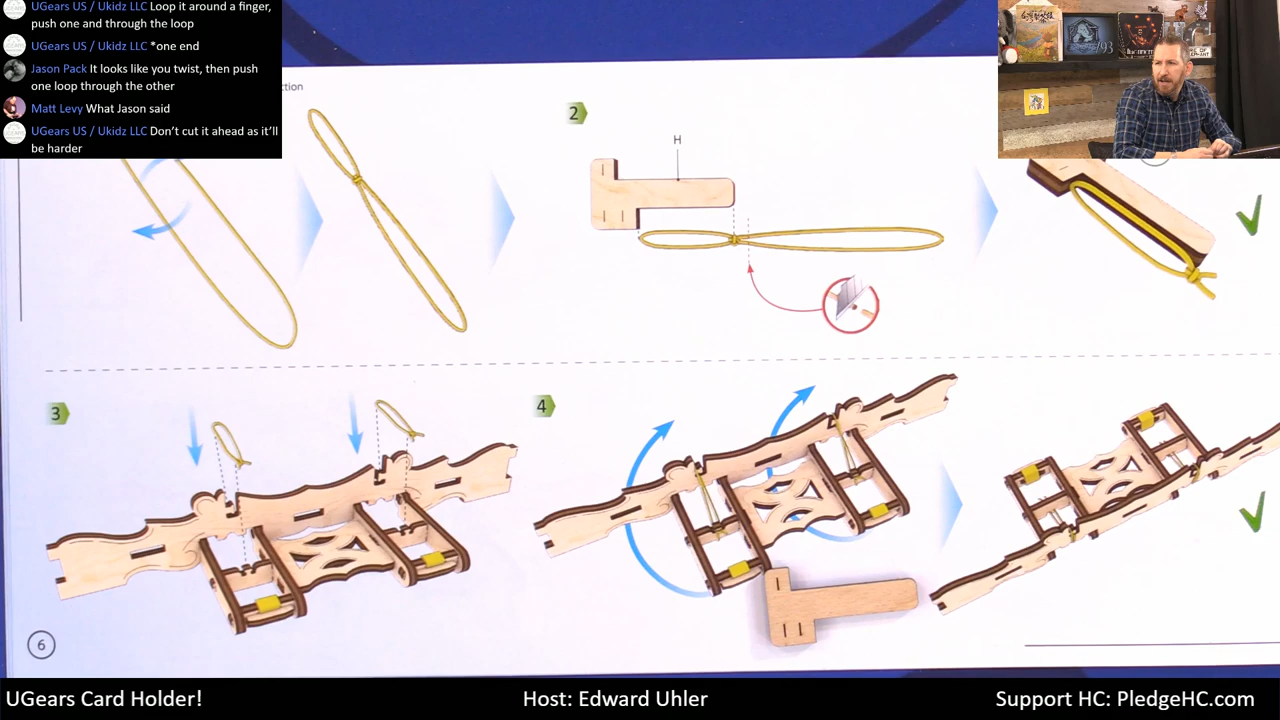 UGears US / Ukidz LLC Loop it around a finger,
push one and through the loop
UGears US / Ukidz LLC *one end
Jason Pack It looks like you twist, then push
one loop through the other
Matt Levy What Jason said
UGears US / Ukidz LLC Don't cut it ahead as it'll
be harder
ction
2
H
93
3
4
6
UGears Card Holder!
Host: Edward Uhler
Support HC: PledgeHC.com